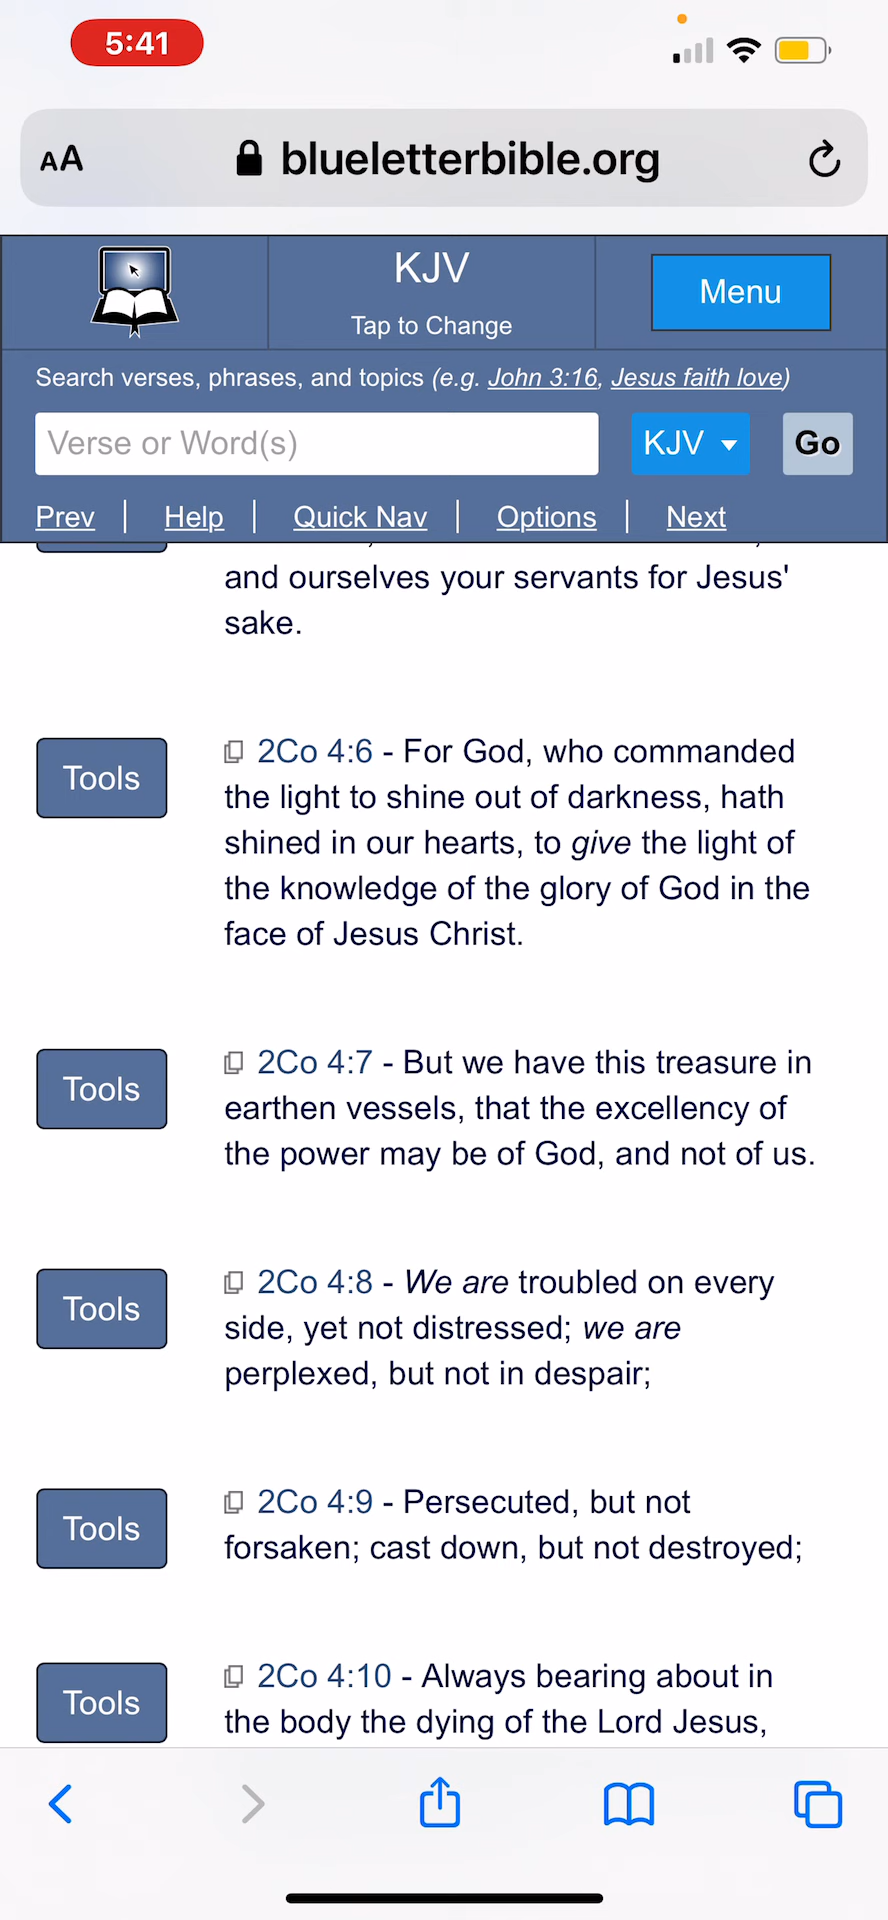 5:41
AA blueletterbible.org
KJV
Tap to Change
Menu
Search verses, phrases, and topics (e.g. John 3:16, Jesus faith love)
Verse or Word(s) KJV Go
Prev | Help | Quick Nav | Options | Next
and ourselves your servants for Jesus'
sake.
Tools
2Co 4:6 - For God, who commanded
the light to shine out of darkness, hath
shined in our hearts, to give the light of
the knowledge of the glory of God in the
face of Jesus Christ.
Tools
2Co 4:7 - But we have this treasure in
earthen vessels, that the excellency of
the power may be of God, and not of us.
Tools
2Co 4:8 - We are troubled on every
side, yet not distressed; we are
perplexed, but not in despair;
Tools
2Co 4:9 - Persecuted, but not
forsaken; cast down, but not destroyed;
Tools
2Co 4:10 - Always bearing about in
the body the dying of the Lord Jesus,